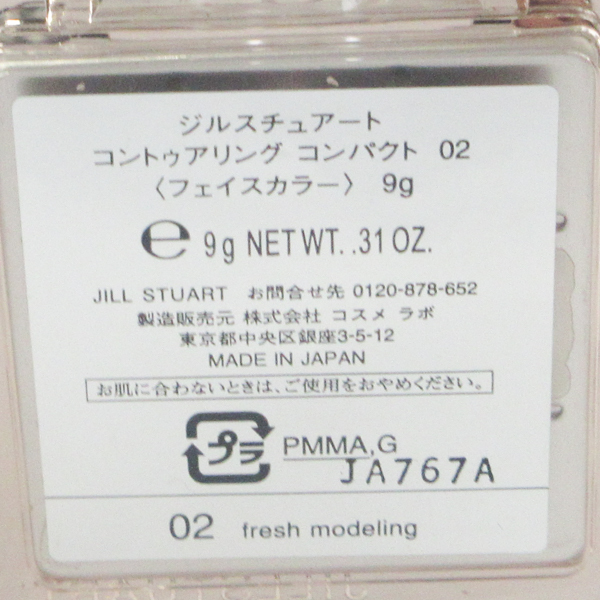 ジルスチュアート
コントゥアリング コンパクト 02
〈フェイスカラー〉 9g
℮ 9g NET WT. .31 OZ.
JILL STUART お問合せ先 0120-878-652
製造販売元 株式会社 コスメ ラボ
東京都中央区銀座3-5-12
MADE IN JAPAN
お肌に合わないときは、ご使用をおやめください。
プラ PMMA,G
JA767A
02 fresh modeling